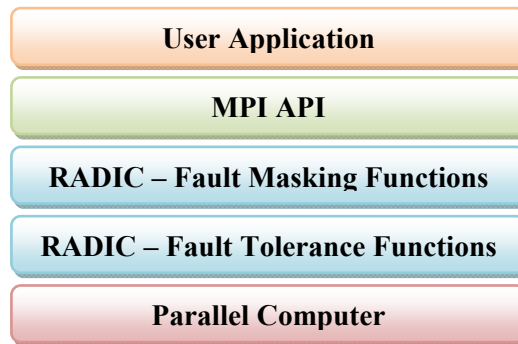 User Application
MPI API
RADIC – Fault Masking Functions
RADIC – Fault Tolerance Functions
Parallel Computer